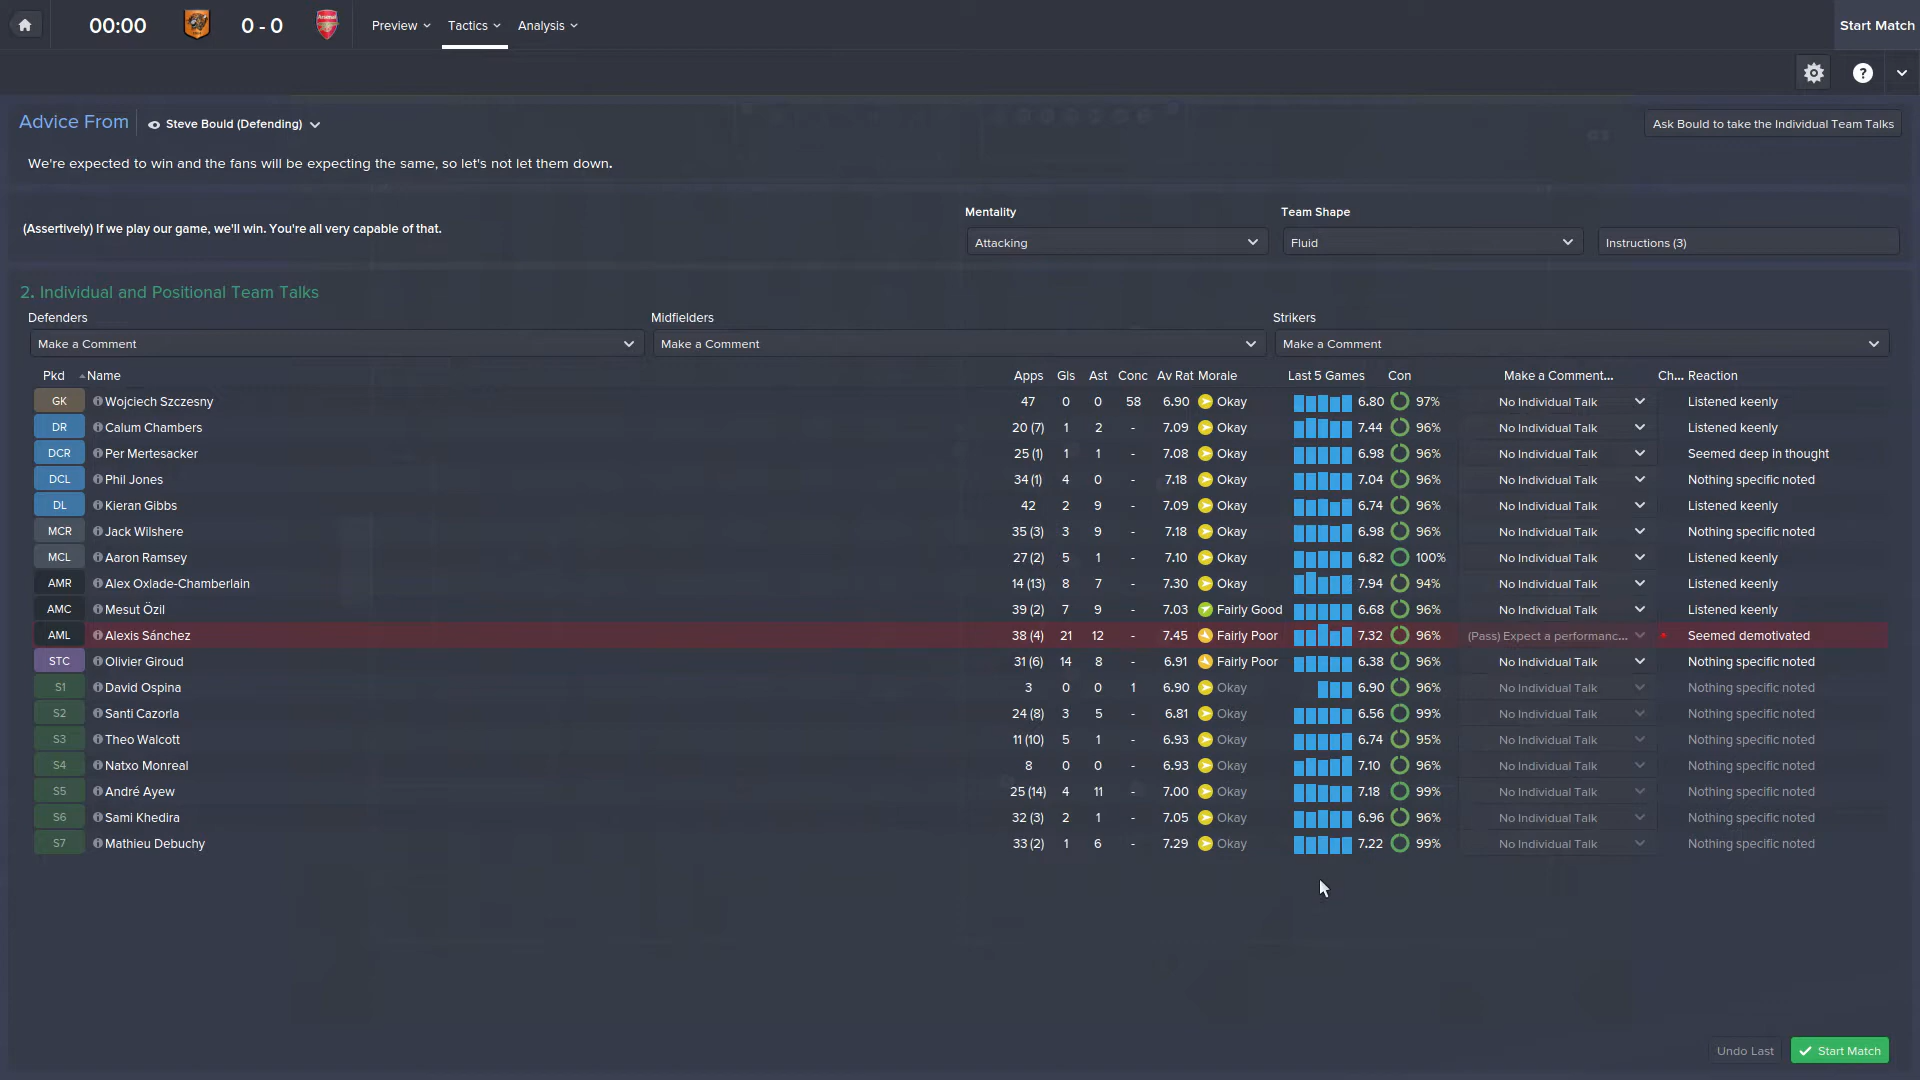 00:00 0 - 0 Preview Tactics Analysis Start Match
Advice From Steve Bould (Defending) Ask Bould to take the Individual Team Talks
We're expected to win and the fans will be expecting the same, so let's not let them down.
Mentality Team Shape
(Assertively) If we play our game, we'll win. You're all very capable of that.
Attacking Fluid Instructions (3)
2. Individual and Positional Team Talks
Defenders Midfielders Strikers
Make a Comment Make a Comment Make a Comment
Pkd Name Apps Gls Ast Conc Av Rat Morale Last 5 Games Con Make a Comment... Ch... Reaction
GK Wojciech Szczesny 47 0 0 58 6.90 Okay 6.80 97% No Individual Talk Listened keenly
DR Calum Chambers 20 (7) 1 2 - 7.09 Okay 7.44 96% No Individual Talk Listened keenly
DCR Per Mertesacker 25 (1) 1 1 - 7.08 Okay 6.98 96% No Individual Talk Seemed deep in thought
DCL Phil Jones 34 (1) 4 0 - 7.18 Okay 7.04 96% No Individual Talk Nothing specific noted
DL Kieran Gibbs 42 2 9 - 7.09 Okay 6.74 96% No Individual Talk Listened keenly
MCR Jack Wilshere 35 (3) 3 9 - 7.18 Okay 6.98 96% No Individual Talk Nothing specific noted
MCL Aaron Ramsey 27 (2) 5 1 - 7.10 Okay 6.82 100% No Individual Talk Listened keenly
AMR Alex Oxlade-Chamberlain 14 (13) 8 7 - 7.30 Okay 7.94 94% No Individual Talk Listened keenly
AMC Mesut Özil 39 (2) 7 9 - 7.03 Fairly Good 6.68 96% No Individual Talk Listened keenly
AML Alexis Sánchez 38 (4) 21 12 - 7.45 Fairly Poor 7.32 96% (Pass) Expect a performanc... Seemed demotivated
STC Olivier Giroud 31 (6) 14 8 - 6.91 Fairly Poor 6.38 96% No Individual Talk Nothing specific noted
S1 David Ospina 3 0 0 1 6.90 Okay 6.90 96% No Individual Talk Nothing specific noted
S2 Santi Cazorla 24 (8) 3 5 - 6.81 Okay 6.56 99% No Individual Talk Nothing specific noted
S3 Theo Walcott 11 (10) 5 1 - 6.93 Okay 6.74 95% No Individual Talk Nothing specific noted
S4 Natxo Monreal 8 0 0 - 6.93 Okay 7.10 96% No Individual Talk Nothing specific noted
S5 André Ayew 25 (14) 4 11 - 7.00 Okay 7.18 99% No Individual Talk Nothing specific noted
S6 Sami Khedira 32 (3) 2 1 - 7.05 Okay 6.96 96% No Individual Talk Nothing specific noted
S7 Mathieu Debuchy 33 (2) 1 6 - 7.29 Okay 7.22 99% No Individual Talk Nothing specific noted
Undo Last Start Match